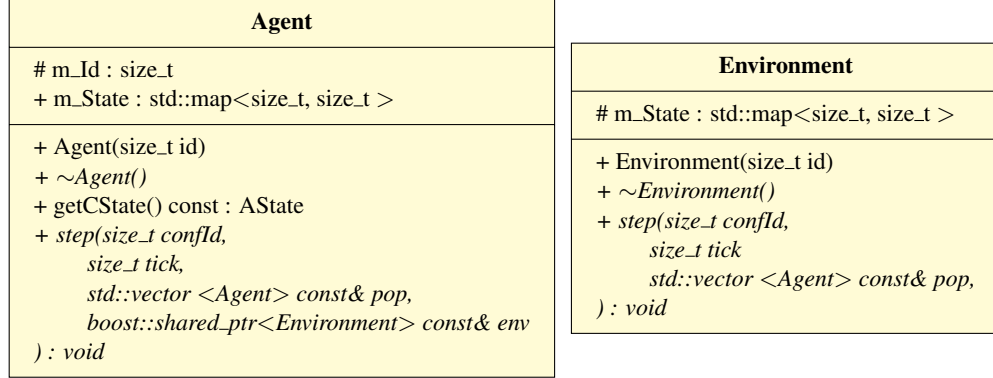 Agent
# m_Id : size_t
+ m_State : std::map<size_t, size_t >
+ Agent(size_t id)
+ ∼Agent()
+ getCState() const : AState
+ step(size_t confId,
size_t tick,
std::vector <Agent> const& pop,
boost::shared_ptr<Environment> const& env
) : void
Environment
# m_State : std::map<size_t, size_t >
+ Environment(size_t id)
+ ∼Environment()
+ step(size_t confId,
size_t tick
std::vector <Agent> const& pop,
) : void